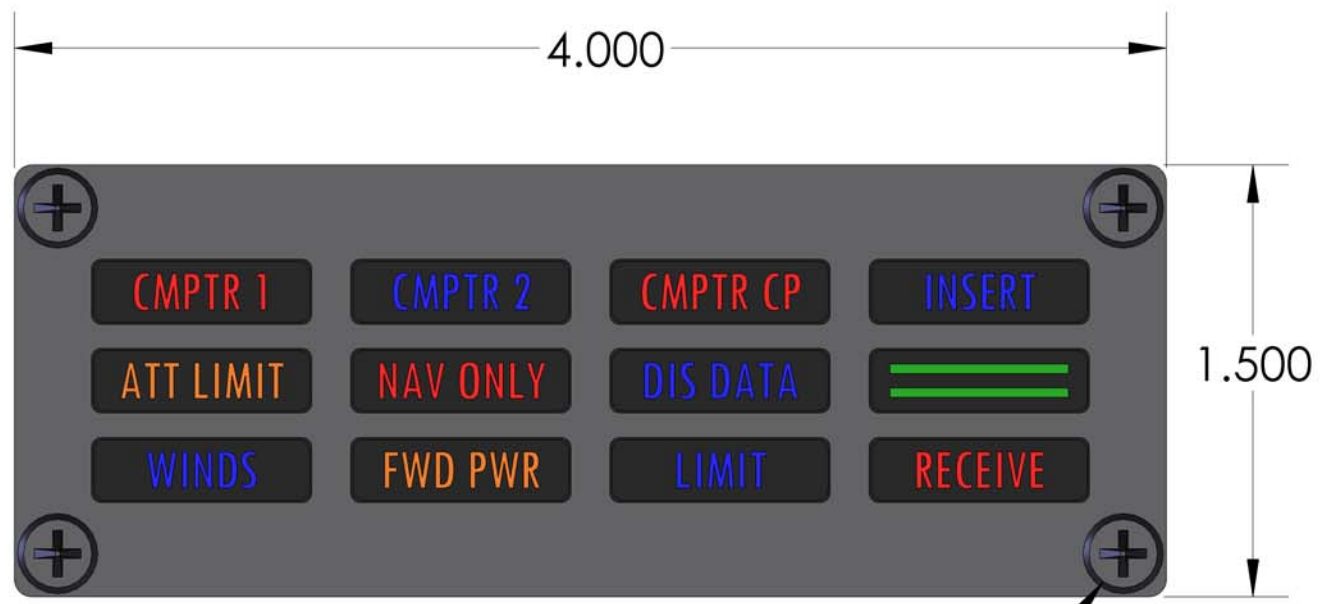 4.000
CMPTR 1 CMPTR 2 CMPTR CP INSERT
ATT LIMIT NAV ONLY DIS DATA
1.500
WINDS FWD PWR LIMIT RECEIVE